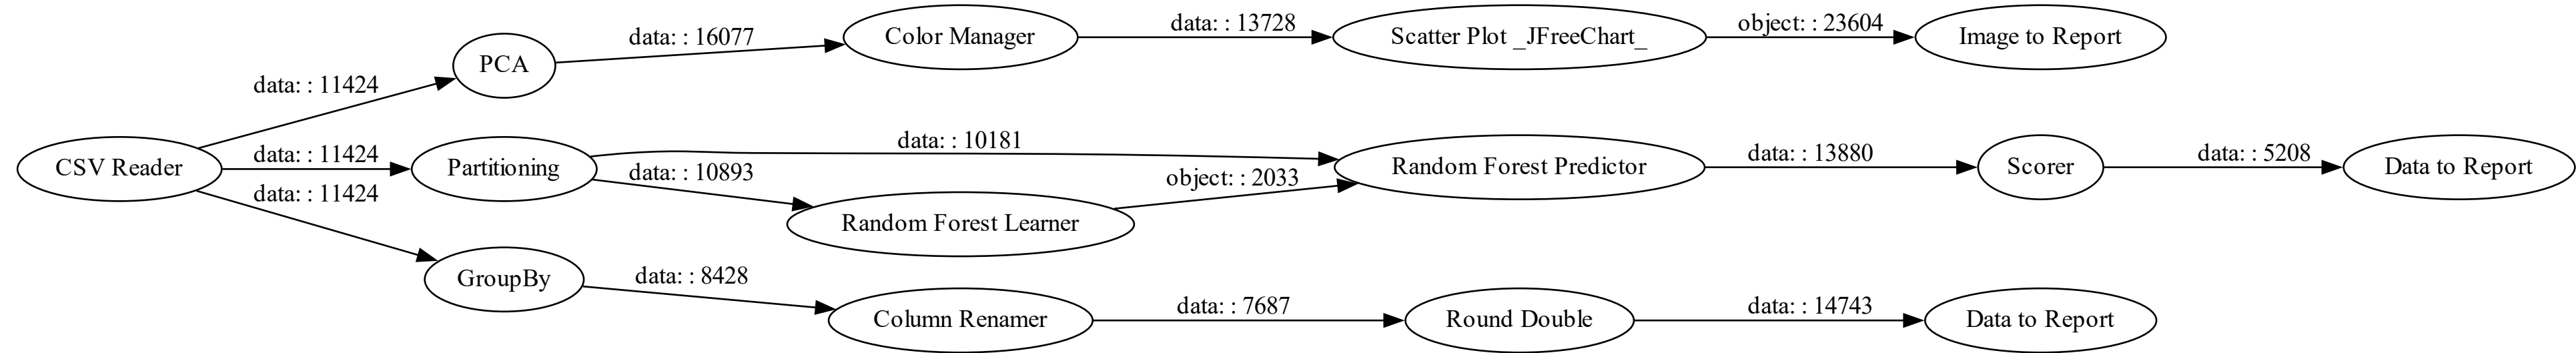 data: : 11424
PCA
data: : 16077
Color Manager
data: : 13728
Scatter Plot _JFreeChart_
object: : 23604
Image to Report
CSV Reader
data: : 11424
Partitioning
data: : 10181
data: : 10893
Random Forest Learner
object: : 2033
Random Forest Predictor
data: : 13880
Scorer
data: : 5208
Data to Report
data: : 11424
GroupBy
data: : 8428
Column Renamer
data: : 7687
Round Double
data: : 14743
Data to Report